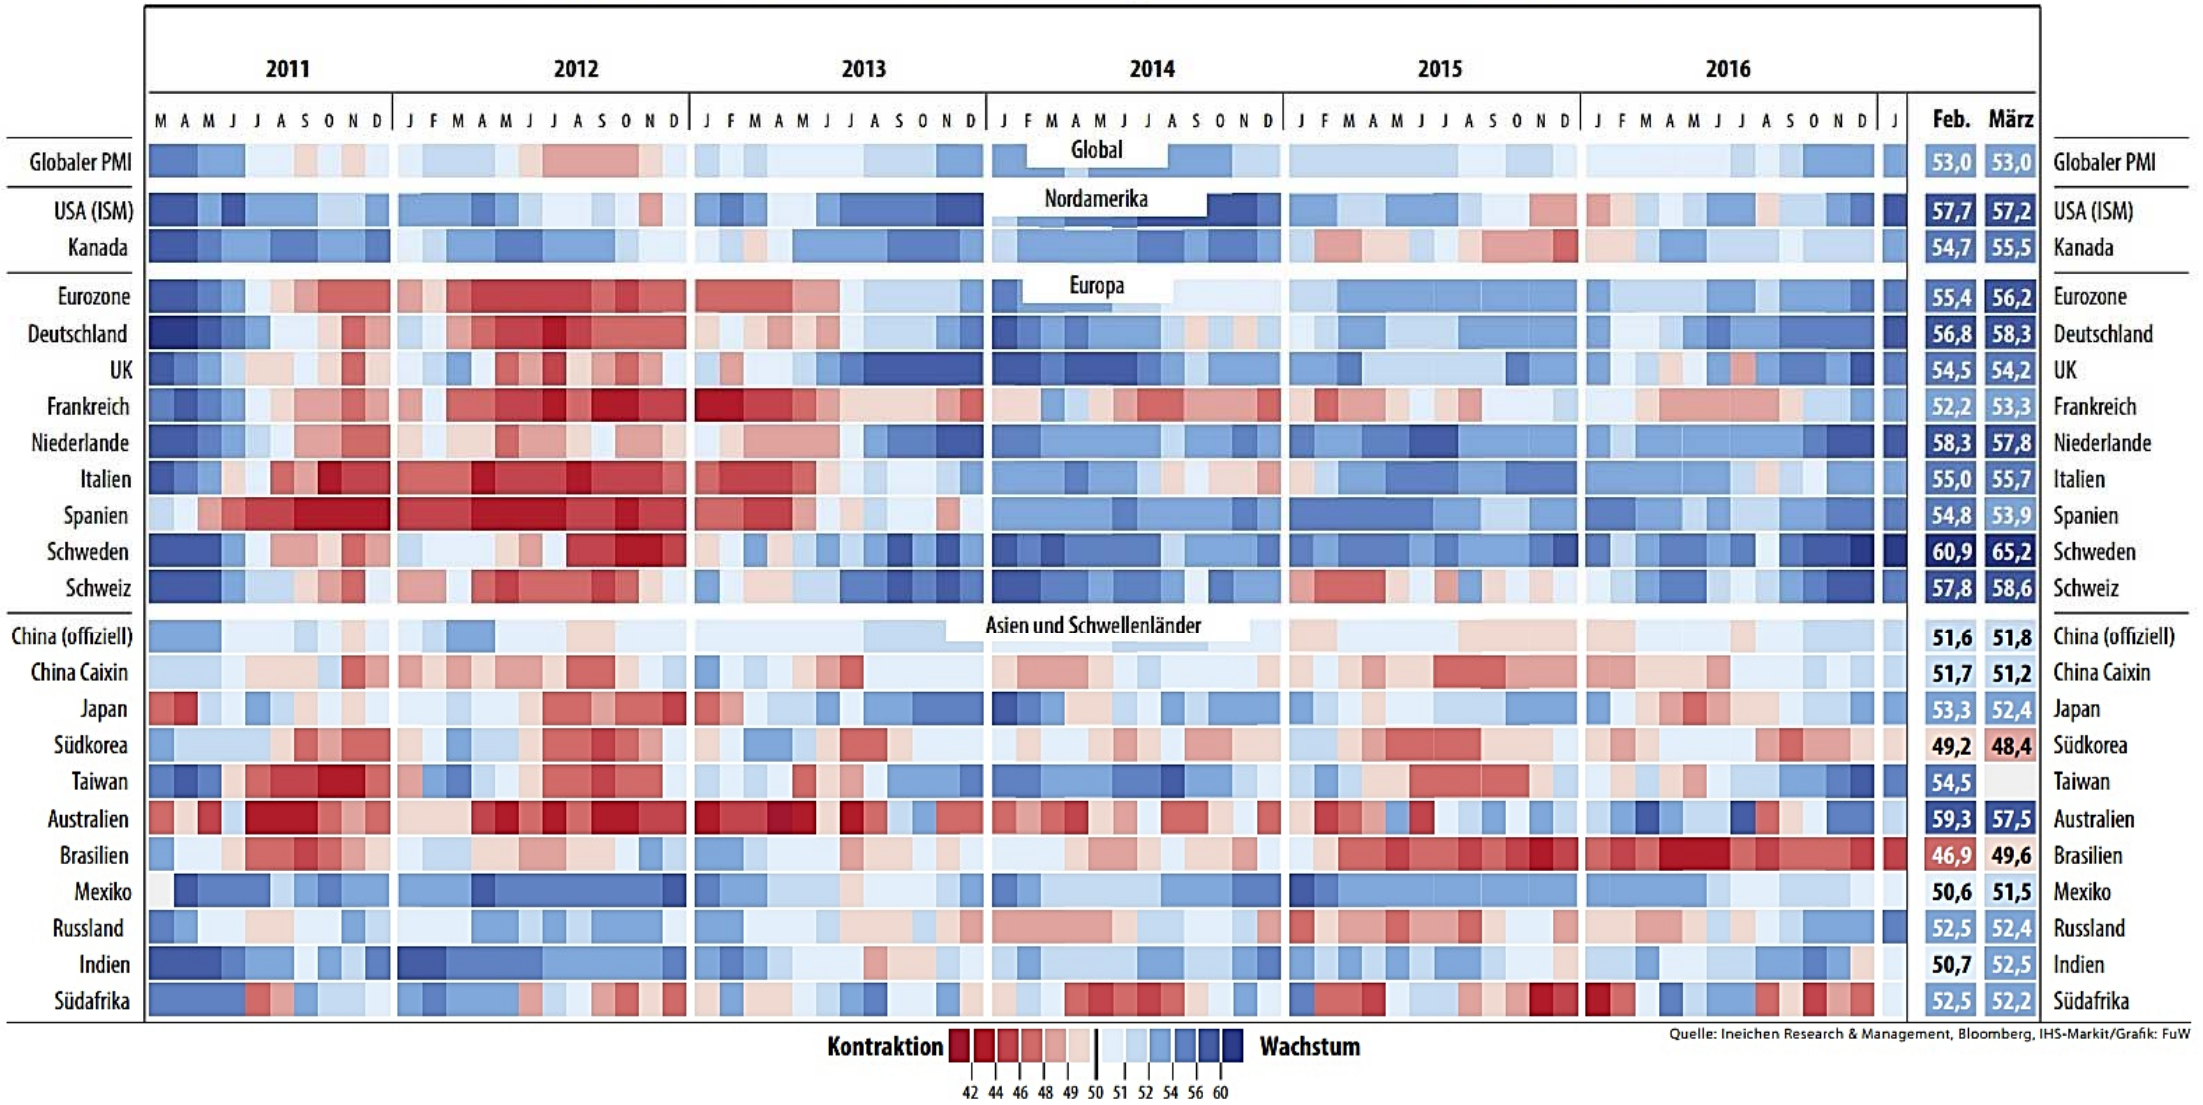 2011 2012 2013 2014 2015 2016
M A M J J A S O N D J F M A M J J A S O N D J F M A M J J A S O N D J F M A M J J A S O N D J F M A M J J A S O N D J F M A M J J A S O N D J Feb. März
Global
Globaler PMI 53,0 53,0 Globaler PMI
Nordamerika
USA (ISM) 57,7 57,2 USA (ISM)
Kanada 54,7 55,5 Kanada
Europa
Eurozone 55,4 56,2 Eurozone
Deutschland 56,8 58,3 Deutschland
UK 54,5 54,2 UK
Frankreich 52,2 53,3 Frankreich
Niederlande 58,3 57,8 Niederlande
Italien 55,0 55,7 Italien
Spanien 54,8 53,9 Spanien
Schweden 60,9 65,2 Schweden
Schweiz 57,8 58,6 Schweiz
Asien und Schwellenländer
China (offiziell) 51,6 51,8 China (offiziell)
China Caixin 51,7 51,2 China Caixin
Japan 53,3 52,4 Japan
Südkorea 49,2 48,4 Südkorea
Taiwan 54,5 Taiwan
Australien 59,3 57,5 Australien
Brasilien 46,9 49,6 Brasilien
Mexiko 50,6 51,5 Mexiko
Russland 52,5 52,4 Russland
Indien 50,7 52,5 Indien
Südafrika 52,5 52,2 Südafrika
Quelle: Ineichen Research & Management, Bloomberg, IHS-Markit/Grafik: FuW
Kontraktion Wachstum
42 44 46 48 49 50 51 52 54 56 60